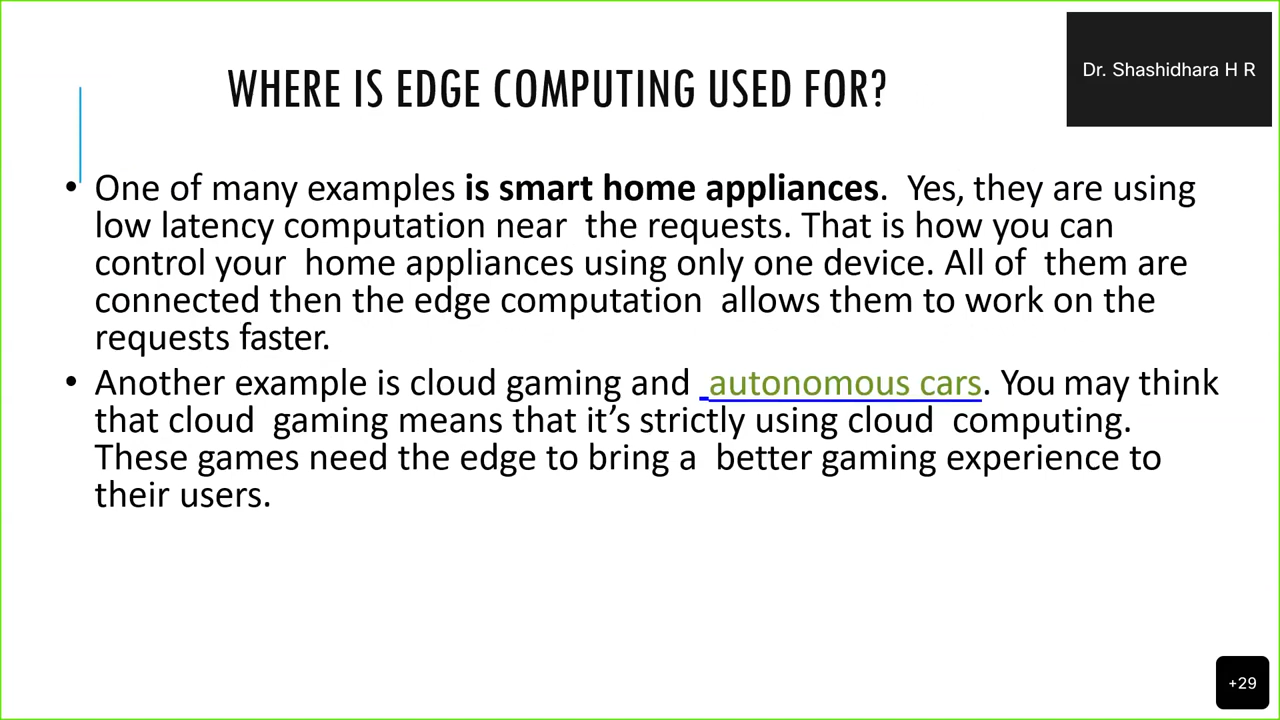 WHERE IS EDGE COMPUTING USED FOR?
Dr. Shashidhara H R
• One of many examples is smart home appliances. Yes, they are using
low latency computation near the requests. That is how you can
control your home appliances using only one device. All of them are
connected then the edge computation allows them to work on the
requests faster.
• Another example is cloud gaming and autonomous cars. You may think
that cloud gaming means that it’s strictly using cloud computing.
These games need the edge to bring a better gaming experience to
their users.
+29